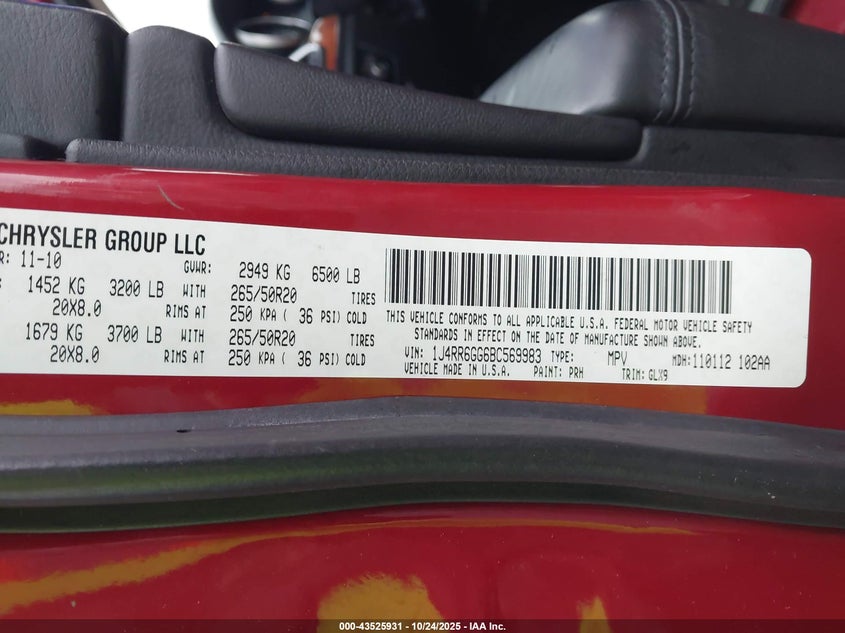 CHRYSLER GROUP LLC
R: 11-10 GVWR: 2949 KG 6500 LB
1452 KG 3200 LB WITH 265/50R20 TIRES
20X8.0 RIMS AT 250 KPA ( 36 PSI) COLD
1679 KG 3700 LB WITH 265/50R20 TIRES
20X8.0 RIMS AT 250 KPA ( 36 PSI) COLD
THIS VEHICLE CONFORMS TO ALL APPLICABLE U.S.A. FEDERAL MOTOR VEHICLE SAFETY
STANDARDS IN EFFECT ON THE DATE OF MANUFACTURE SHOWN ABOVE.
VIN: 1J4RR6GG6BC569983 TYPE: MPV MDH: 110112 102AA
VEHICLE MADE IN U.S.A. PAINT: PRH TRIM: GLX9
000-43525931 - 10/24/2025 - IAA Inc.